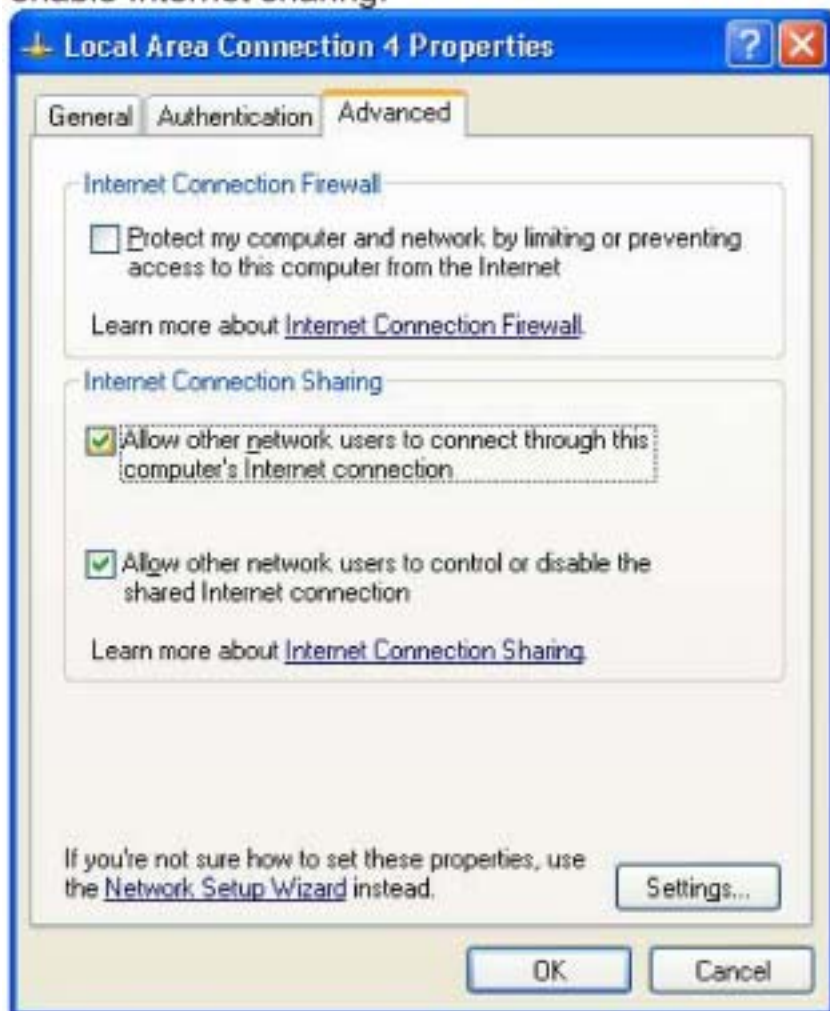 enable Internet sharing.
Local Area Connection 4 Properties
General Authentication Advanced
Internet Connection Firewall
Protect my computer and network by limiting or preventing
access to this computer from the Internet
Learn more about Internet Connection Firewall.
Internet Connection Sharing
Allow other network users to connect through this
computer's Internet connection
Allow other network users to control or disable the
shared Internet connection
Learn more about Internet Connection Sharing.
If you're not sure how to set these properties, use
the Network Setup Wizard instead.
Settings...
OK Cancel